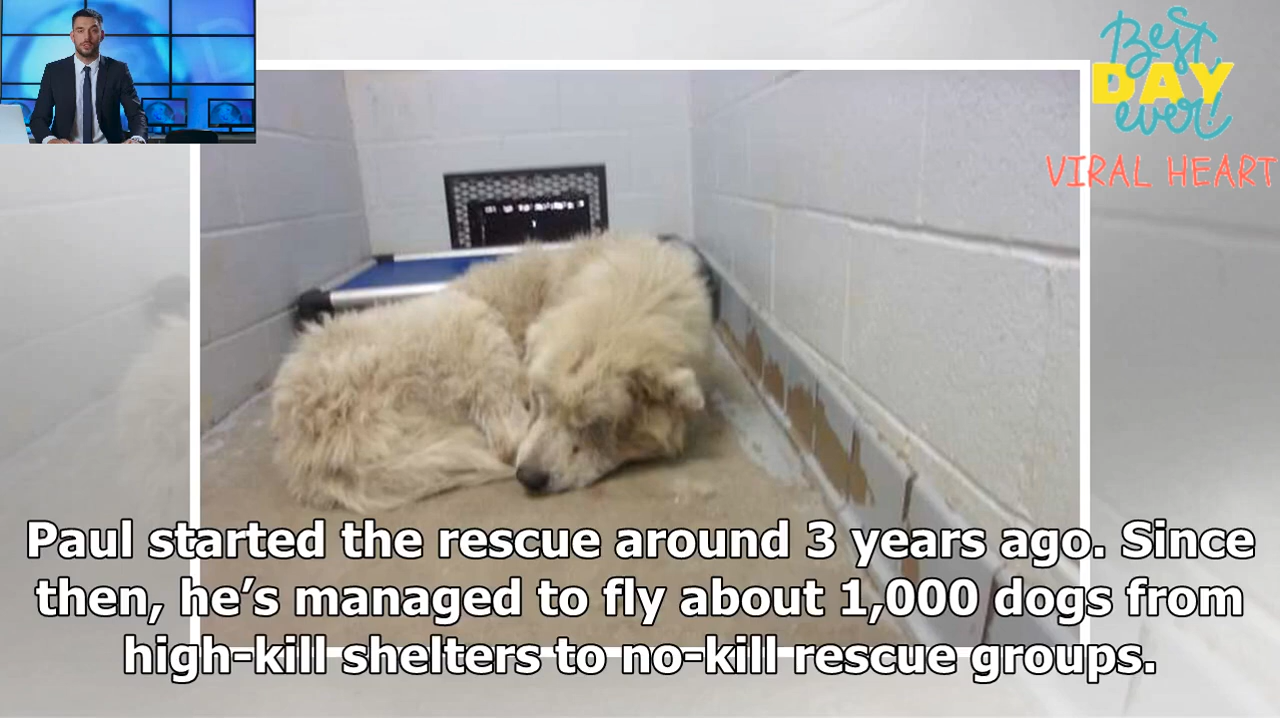 Best
DAY
ever!
VIRAL HEART
Paul started the rescue around 3 years ago. Since
then, he’s managed to fly about 1,000 dogs from
high-kill shelters to no-kill rescue groups.